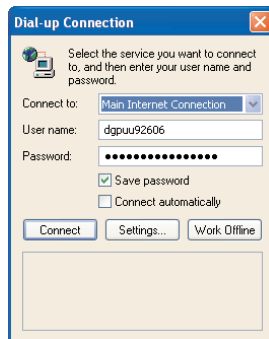 Dial-up Connection
Select the service you want to connect
to, and then enter your user name and
password.
Connect to: Main Internet Connection
User name: dgpuu92606
Password: ●●●●●●●●●●●●●●●●
Save password
Connect automatically
Connect Settings... Work Offline